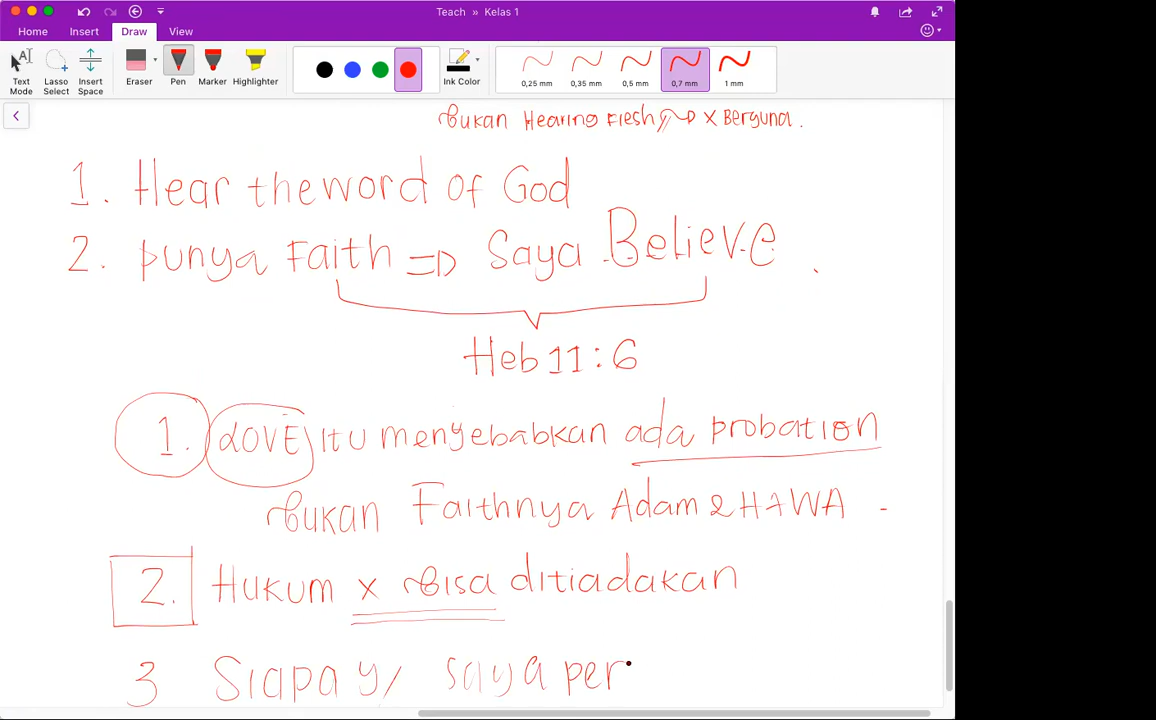 Teach » Kelas 1
Home Insert Draw View
Text Mode Lasso Select Insert Space Eraser Pen Marker Highlighter Ink Color 0,25 mm 0,35 mm 0,5 mm 0,7 mm 1 mm
bukan Hearing Flesh x Berguna.
1. Hear the word of God
2. punya Faith => Saya Believe
Heb 11:6
1. LOVE itu menyebabkan ada probation
bukan Faithnya Adam & HAWA
2. Hukum x bisa ditiadakan
3 Siapa y/ saya per